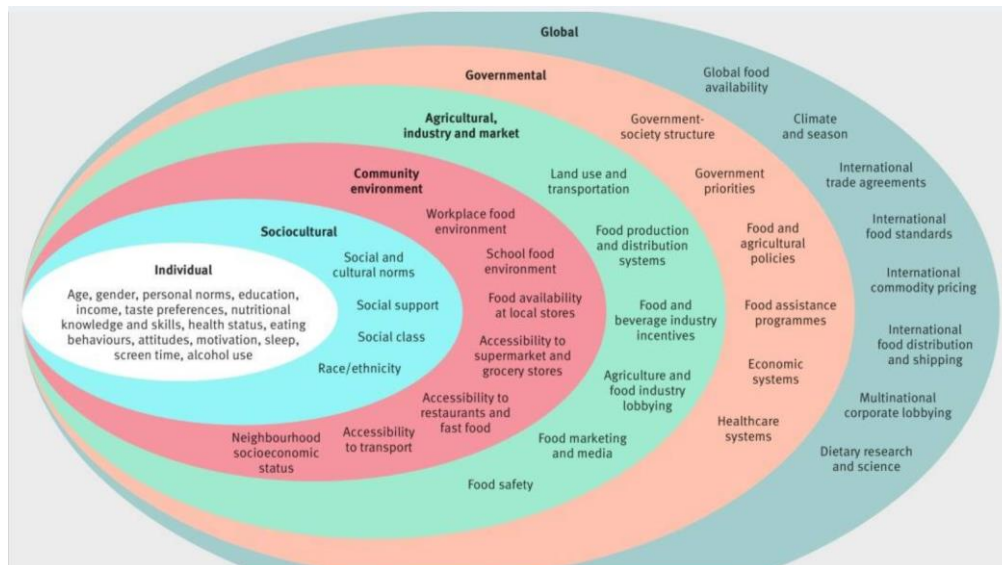 Global
Global food
availability
Climate
and season
International
trade agreements
International
food standards
International
commodity pricing
International
food distribution
and shipping
Multinational
corporate lobbying
Dietary research
and science
Governmental
Government-
society structure
Government
priorities
Food and
agricultural
policies
Food assistance
programmes
Economic
systems
Healthcare
systems
Agricultural,
industry and market
Land use and
transportation
Food production
and distribution
systems
Food and
beverage industry
incentives
Agriculture and
food industry
lobbying
Food marketing
and media
Food safety
Community
environment
Workplace food
environment
School food
environment
Food availability
at local stores
Accessibility to
supermarket and
grocery stores
Accessibility to
restaurants and
fast food
Accessibility
to transport
Neighbourhood
socioeconomic
status
Sociocultural
Social and
cultural norms
Social support
Social class
Race/ethnicity
Individual
Age, gender, personal norms, education,
income, taste preferences, nutritional
knowledge and skills, health status, eating
behaviours, attitudes, motivation, sleep,
screen time, alcohol use